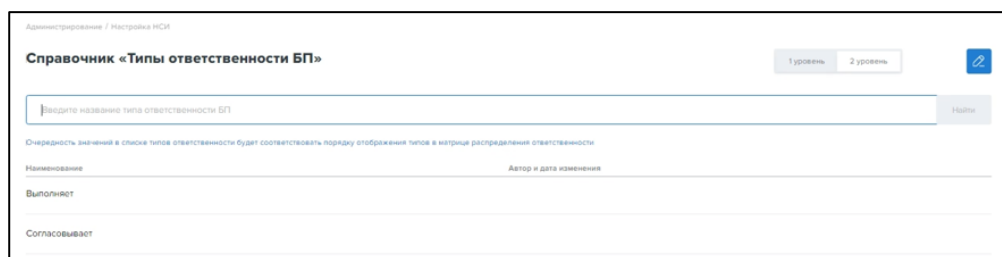 Администрирование / Настройка НСИ
Справочник «Типы ответственности БП»
1 уровень 2 уровень
Введите название типа ответственности БП
Найти
Очередность значений в списке типов ответственности будет соответствовать порядку отображения типов в матрице распределения ответственности
Наименование Автор и дата изменения
Выполняет
Согласовывает